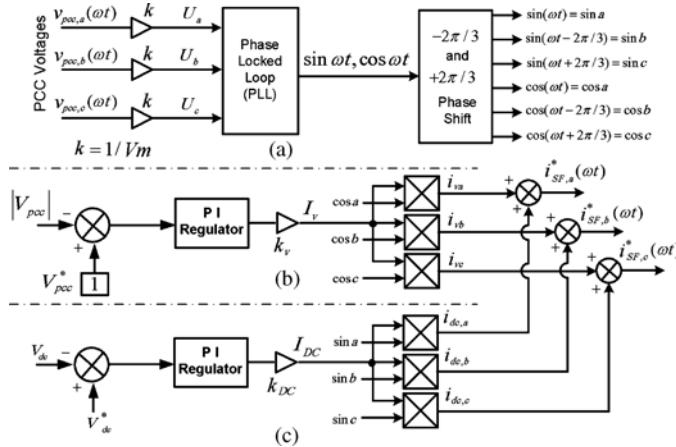 PCC Voltages
v_pcc,a(ωt) k U_a
v_pcc,b(ωt) k U_b
v_pcc,c(ωt) k U_c
k = 1/Vm
Phase
Locked
Loop
(PLL)
sin ωt, cos ωt
−2π/3
and
+2π/3
Phase
Shift
sin(ωt) = sin a
sin(ωt − 2π/3) = sin b
sin(ωt + 2π/3) = sin c
cos(ωt) = cos a
cos(ωt − 2π/3) = cos b
cos(ωt + 2π/3) = cos c
(a)
|V_pcc| −
+
V*_pcc 1
P I
Regulator
k_v
I_v
(b)
cos a
cos b
cos c
i_va
i_vb
i_vc
+ + i*_SF,a(ωt)
+ + i*_SF,b(ωt)
+ + i*_SF,c(ωt)
V_dc −
+
V*_dc
P I
Regulator
k_DC
I_DC
(c)
sin a
sin b
sin c
i_dc,a
i_dc,b
i_dc,c